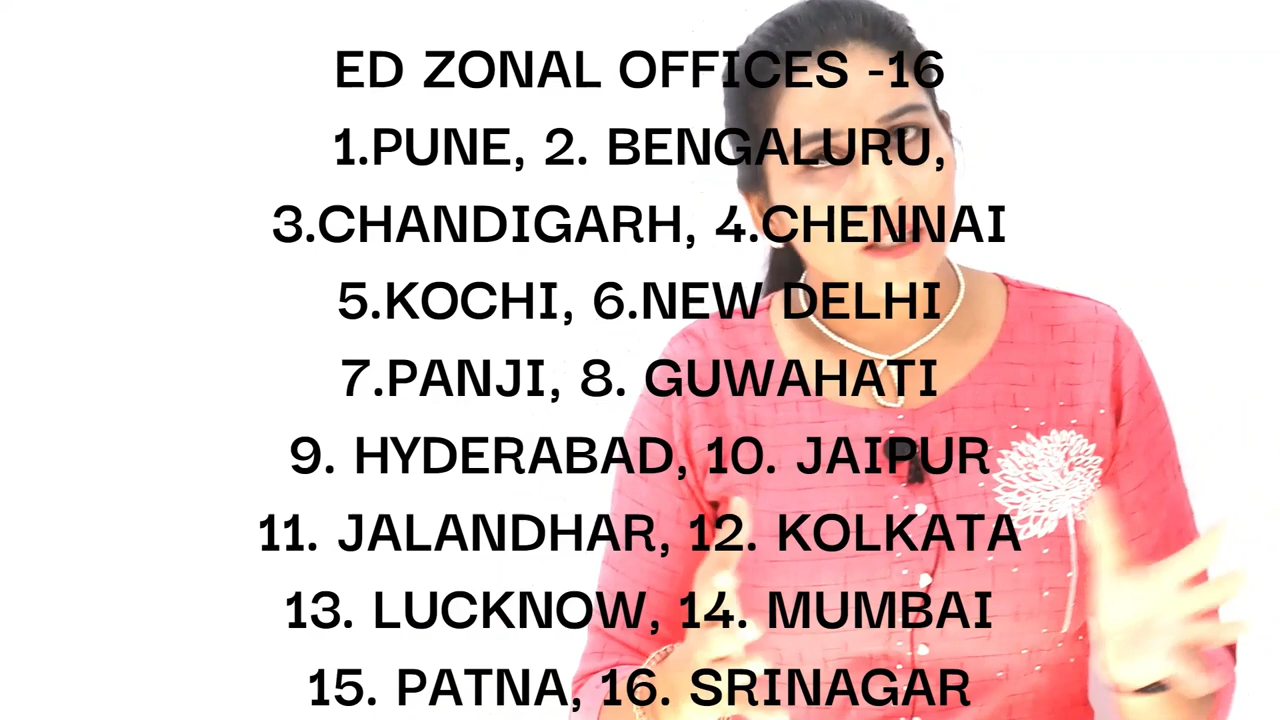 ED ZONAL OFFICES -16
1.PUNE, 2. BENGALURU,
3.CHANDIGARH, 4.CHENNAI
5.KOCHI, 6.NEW DELHI
7.PANJI, 8. GUWAHATI
9. HYDERABAD, 10. JAIPUR
11. JALANDHAR, 12. KOLKATA
13. LUCKNOW, 14. MUMBAI
15. PATNA, 16. SRINAGAR